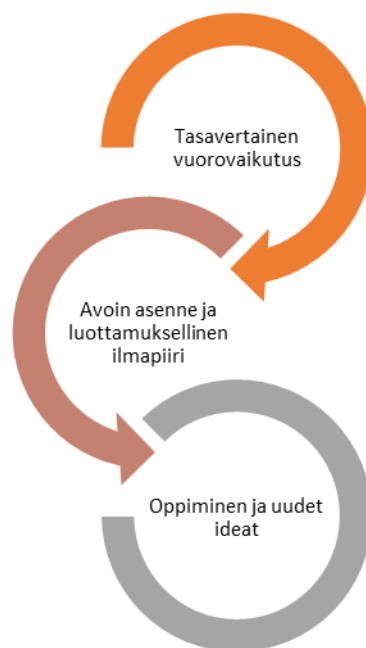 Tasavertainen
vuorovaikutus
Avoin asenne ja
luottamuksellinen
ilmapiiri
Oppiminen ja uudet
ideat